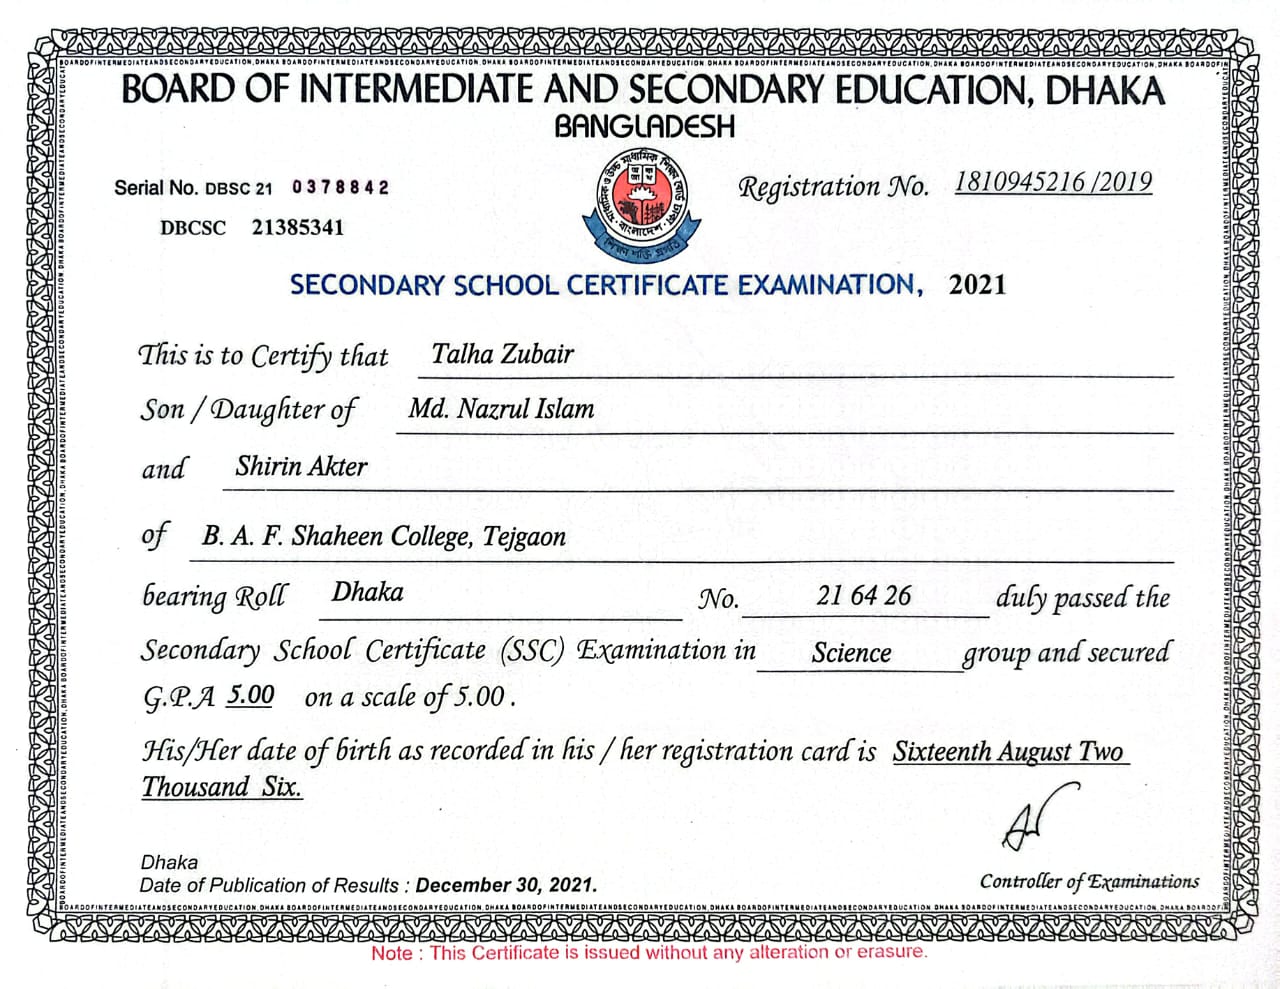 BOARD OF INTERMEDIATE AND SECONDARY EDUCATION, DHAKA
BANGLADESH
Serial No. DBSC 21 0378842
Registration No. 1810945216 /2019
DBCSC 21385341
মাধ্যমিক ও উচ্চ মাধ্যমিক শিক্ষা বোর্ড ঢাকা
বাংলাদেশ
SECONDARY SCHOOL CERTIFICATE EXAMINATION, 2021
This is to Certify that Talha Zubair
Son / Daughter of Md. Nazrul Islam
and Shirin Akter
of B. A. F. Shaheen College, Tejgaon
bearing Roll Dhaka No. 21 64 26 duly passed the
Secondary School Certificate (SSC) Examination in Science group and secured
G.P.A 5.00 on a scale of 5.00 .
His/Her date of birth as recorded in his / her registration card is Sixteenth August Two
Thousand Six.
Dhaka
Date of Publication of Results : December 30, 2021.
Controller of Examinations
Note : This Certificate is issued without any alteration or erasure.